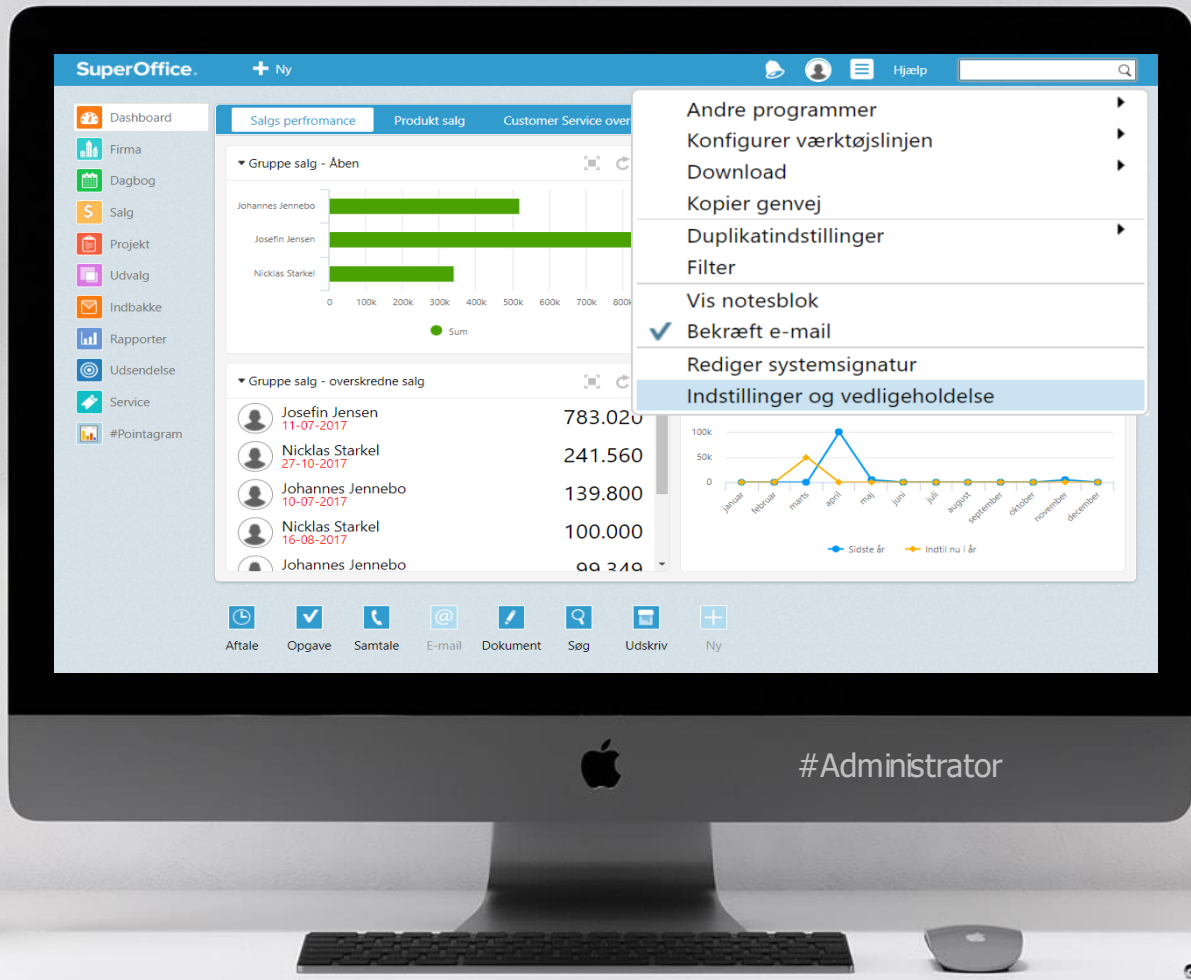 SuperOffice.
Ny
Hjælp
Dashboard
Firma
Dagbog
Salg
Projekt
Udvalg
Indbakke
Rapporter
Udsendelse
Service
#Pointagram
Salgs perfromance
Produkt salg
Customer Service over
Gruppe salg - Åben
Johannes Jennebo
Josefin Jensen
Nicklas Starkel
0 100k 200k 300k 400k 500k 600k 700k 800k
Sum
Andre programmer
Konfigurer værktøjslinjen
Download
Kopier genvej
Duplikatindstillinger
Filter
Vis notesblok
Bekræft e-mail
Rediger systemsignatur
Indstillinger og vedligeholdelse
Gruppe salg - overskredne salg
Josefin Jensen 783.020
11-07-2017
Nicklas Starkel 241.560
27-10-2017
Johannes Jennebo 139.800
10-07-2017
Nicklas Starkel 100.000
16-08-2017
Johannes Jennebo 99.349
100k
50k
0
januar februar marts april maj juni juli august september oktober november december
Sidste år Indtil nu i år
Aftale Opgave Samtale E-mail Dokument Søg Udskriv Ny
#Administrator